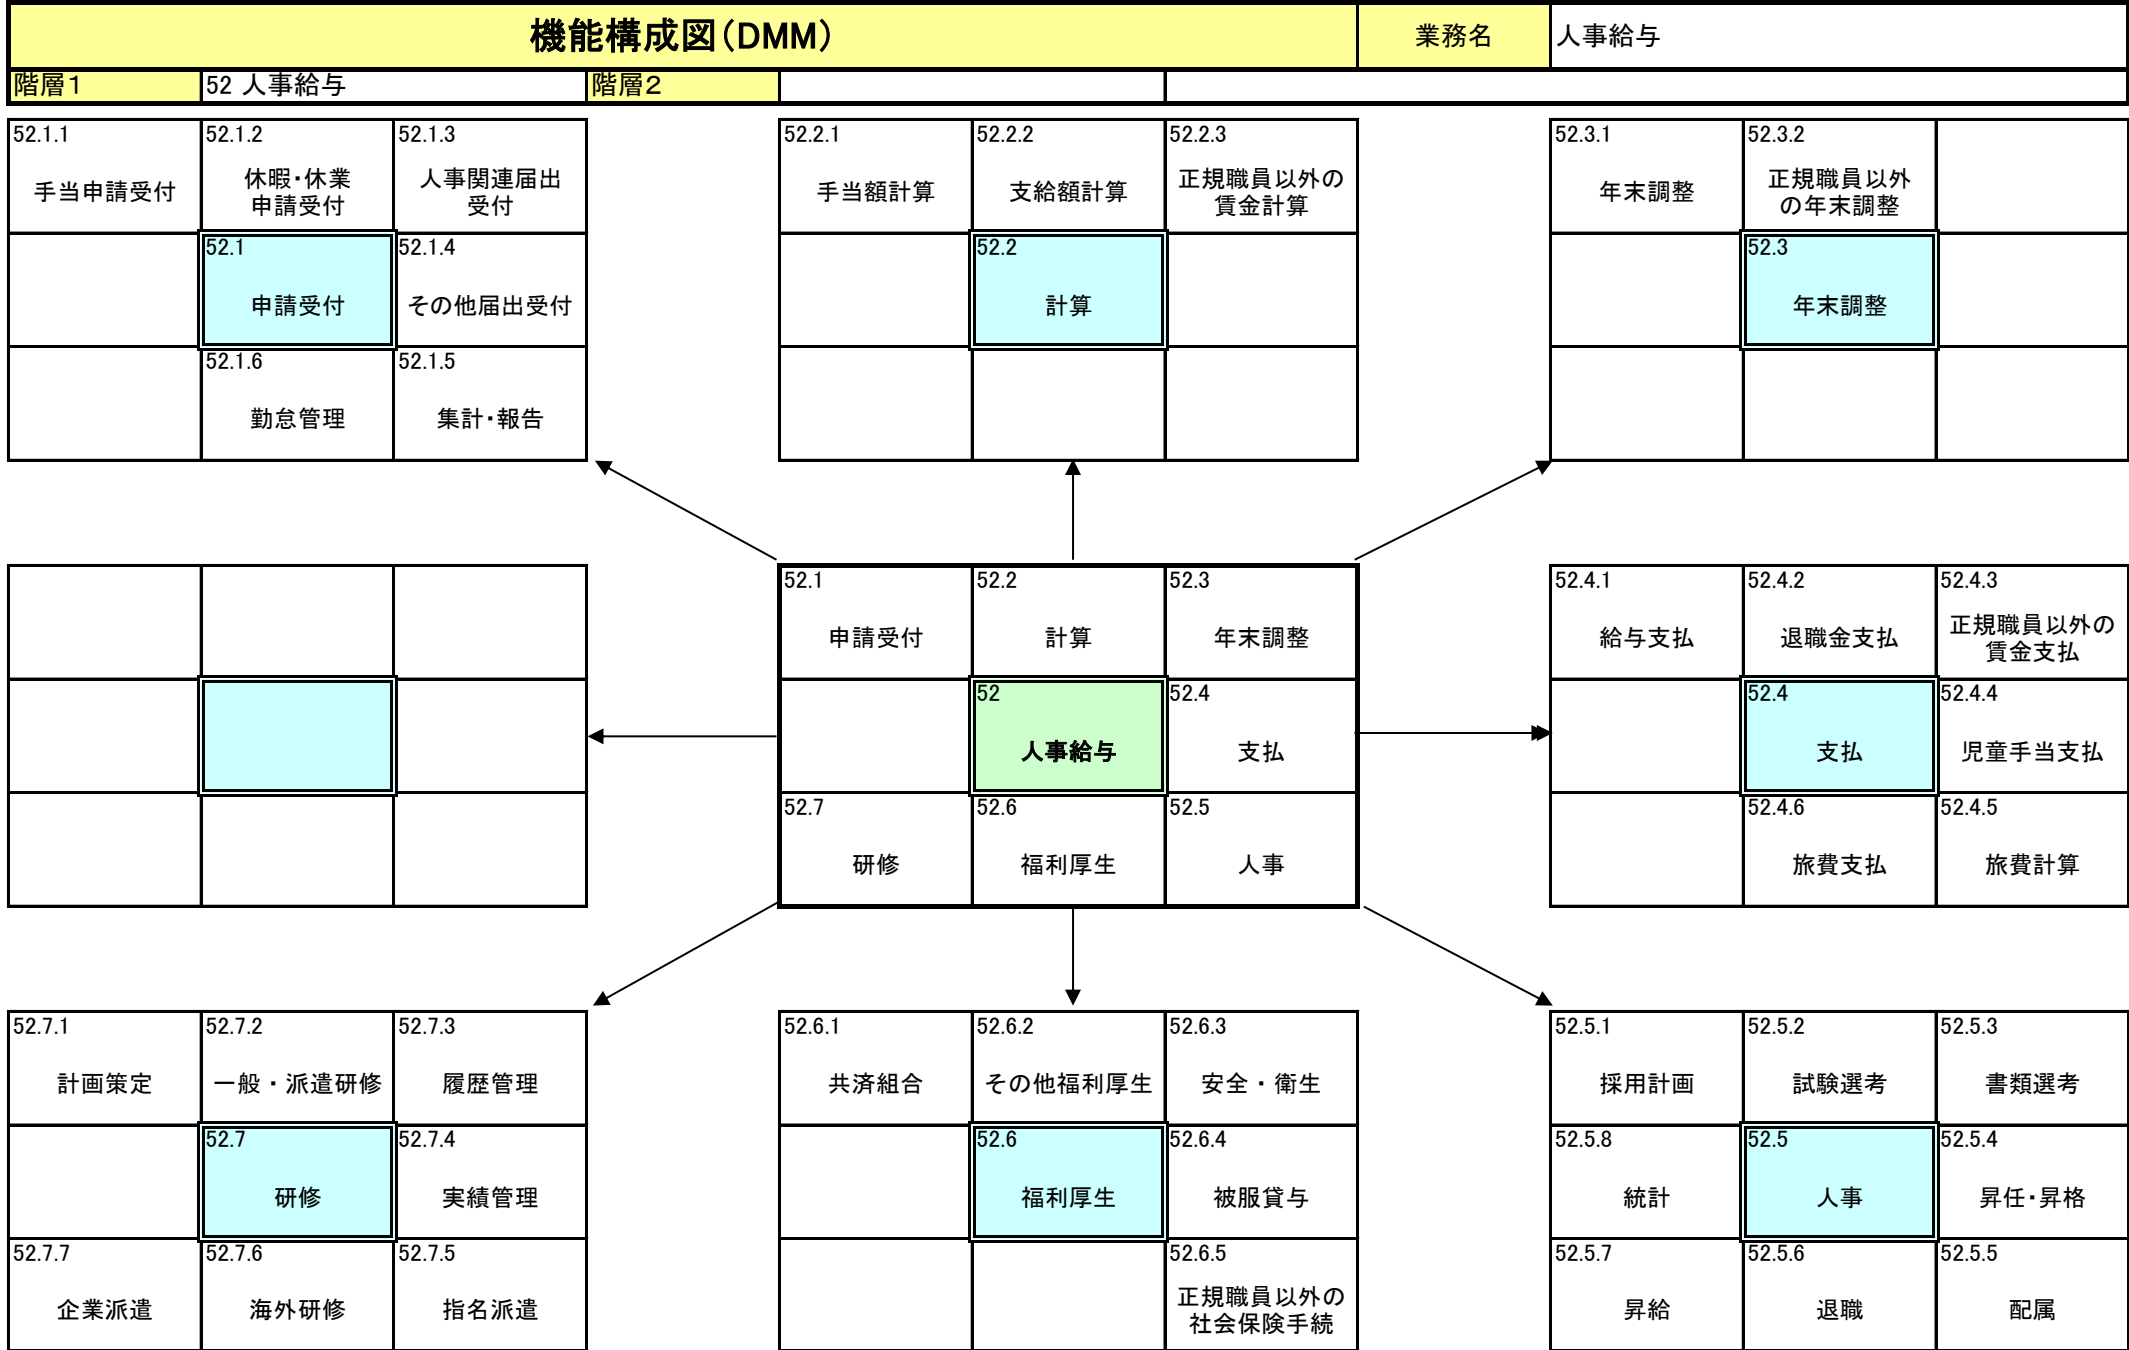 機能構成図(DMM)
業務名
人事給与
階層1
52 人事給与
階層2
52.1.1
手当申請受付
52.1.2
休暇・休業
申請受付
52.1.3
人事関連届出
受付
52.1
申請受付
52.1.4
その他届出受付
52.1.6
勤怠管理
52.1.5
集計・報告
52.2.1
手当額計算
52.2.2
支給額計算
52.2.3
正規職員以外の
賃金計算
52.2
計算
52.3.1
年末調整
52.3.2
正規職員以外
の年末調整
52.3
年末調整
52.1
申請受付
52.2
計算
52.3
年末調整
52
人事給与
52.4
支払
52.7
研修
52.6
福利厚生
52.5
人事
52.4.1
給与支払
52.4.2
退職金支払
52.4.3
正規職員以外の
賃金支払
52.4
支払
52.4.4
児童手当支払
52.4.6
旅費支払
52.4.5
旅費計算
52.7.1
計画策定
52.7.2
一般・派遣研修
52.7.3
履歴管理
52.7
研修
52.7.4
実績管理
52.7.7
企業派遣
52.7.6
海外研修
52.7.5
指名派遣
52.6.1
共済組合
52.6.2
その他福利厚生
52.6.3
安全・衛生
52.6
福利厚生
52.6.4
被服貸与
52.6.5
正規職員以外の
社会保険手続
52.5.1
採用計画
52.5.2
試験選考
52.5.3
書類選考
52.5.8
統計
52.5
人事
52.5.4
昇任・昇格
52.5.7
昇給
52.5.6
退職
52.5.5
配属